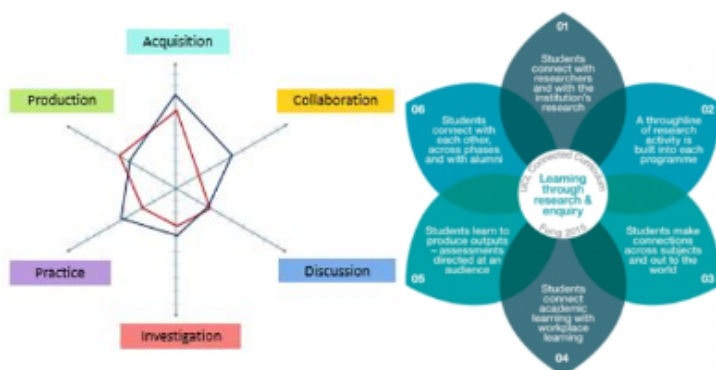 Acquisition
Production
Collaboration
Practice
Discussion
Investigation
01
Students
connect with
researchers
and with the
institution's
research
06
Students
connect with
each other,
across phases
and with alumni
02
A throughline
of research
activity is
built into each
programme
UCL Connected Curriculum
Learning
through
research &
enquiry
Fung 2015
Students learn to
produce outputs
– assessments
directed at an
audience
05
Students make
connections
across subjects
and out to the
world
03
Students
connect
academic
learning with
workplace
learning
04